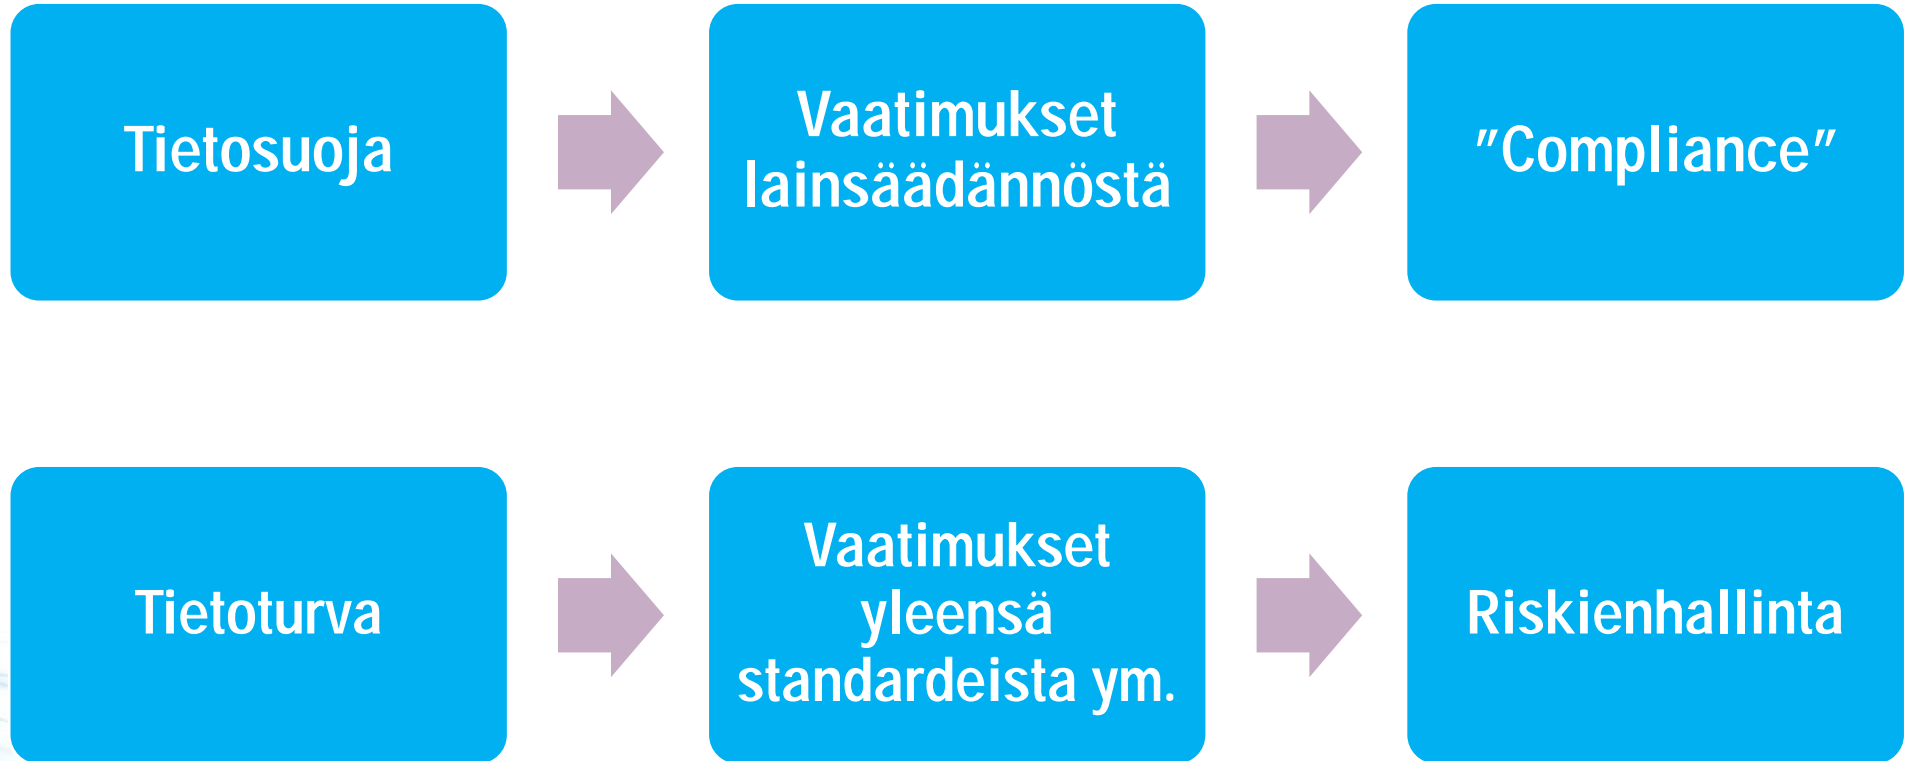 Tietosuoja
Vaatimukset
lainsäädännöstä
”Compliance”
Tietoturva
Vaatimukset
yleensä
standardeista ym.
Riskienhallinta